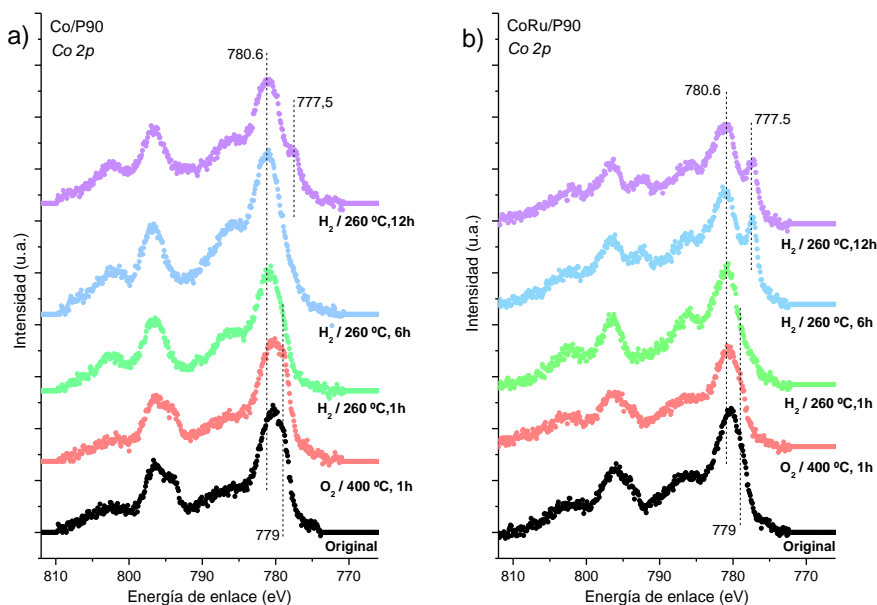 a)
Co/P90
Co 2p
780.6
777,5
H2 / 260 ºC,12h
H2 / 260 ºC, 6h
H2 / 260 ºC,1h
O2 / 400 ºC, 1h
779
Original
Intensidad (u.a.)
810 800 790 780 770
Energía de enlace (eV)
b)
CoRu/P90
Co 2p
780.6
777.5
H2 / 260 ºC,12h
H2 / 260 ºC, 6h
H2 / 260 ºC,1h
O2 / 400 ºC, 1h
779
Original
Intensidad (u.a.)
810 800 790 780 770
Energía de enlace (eV)